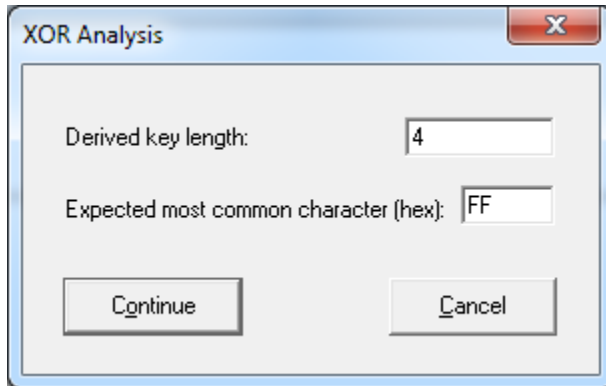 XOR Analysis
Derived key length: 4
Expected most common character (hex): FF
Continue Cancel